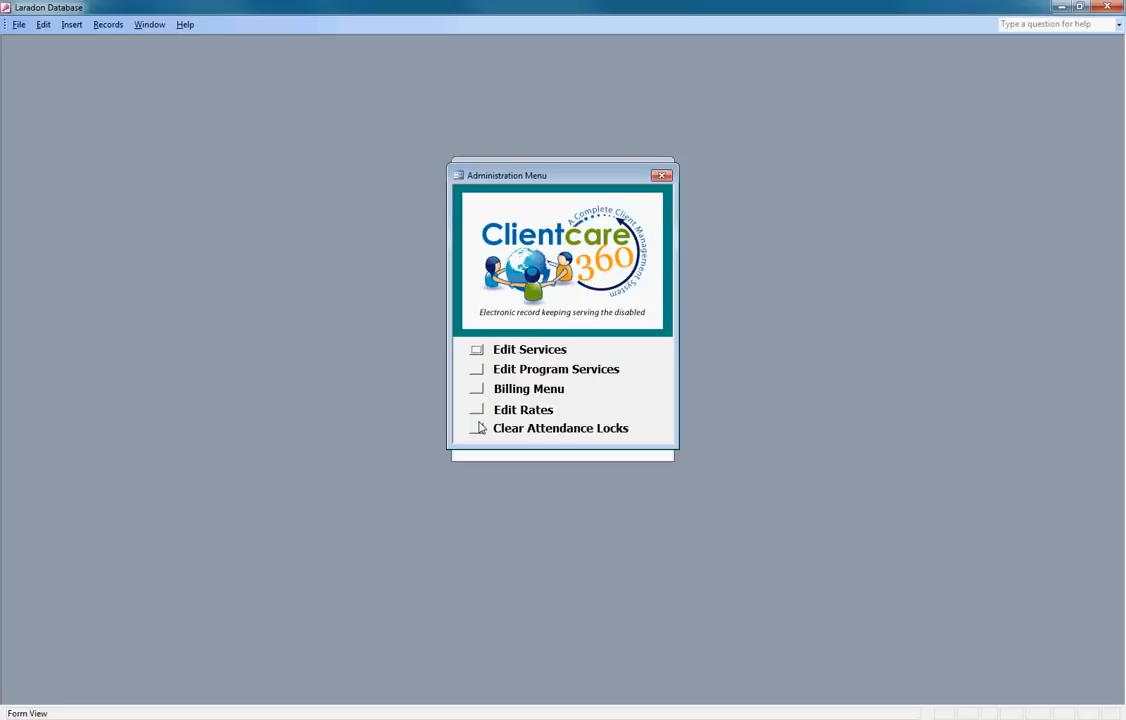 Laradon Database
File Edit Insert Records Window Help
Type a question for help
Administration Menu
A Complete Client Management System
Clientcare
360
Electronic record keeping serving the disabled
Edit Services
Edit Program Services
Billing Menu
Edit Rates
Clear Attendance Locks
Form View